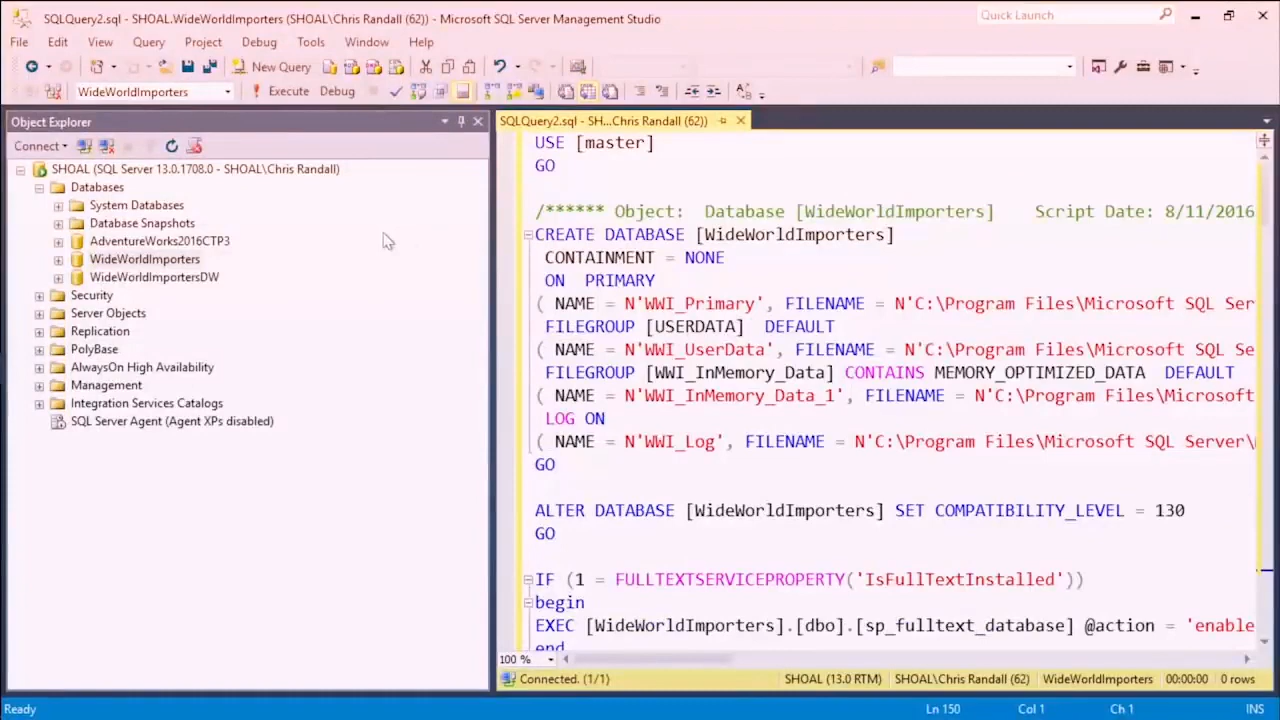 SQLQuery2.sql - SHOAL.WideWorldImporters (SHOAL\Chris Randall (62)) - Microsoft SQL Server Management Studio
Quick Launch
File Edit View Query Project Debug Tools Window Help
New Query
WideWorldImporters Execute Debug
Object Explorer
SQLQuery2.sql - SH...Chris Randall (62))
Connect
SHOAL (SQL Server 13.0.1708.0 - SHOAL\Chris Randall)
Databases
System Databases
Database Snapshots
AdventureWorks2016CTP3
WideWorldImporters
WideWorldImportersDW
Security
Server Objects
Replication
PolyBase
AlwaysOn High Availability
Management
Integration Services Catalogs
SQL Server Agent (Agent XPs disabled)
USE [master]
GO
/****** Object:  Database [WideWorldImporters]    Script Date: 8/11/2016
CREATE DATABASE [WideWorldImporters]
CONTAINMENT = NONE
ON  PRIMARY
( NAME = N'WWI_Primary', FILENAME = N'C:\Program Files\Microsoft SQL Ser
FILEGROUP [USERDATA]  DEFAULT
( NAME = N'WWI_UserData', FILENAME = N'C:\Program Files\Microsoft SQL Se
FILEGROUP [WWI_InMemory_Data] CONTAINS MEMORY_OPTIMIZED_DATA  DEFAULT
( NAME = N'WWI_InMemory_Data_1', FILENAME = N'C:\Program Files\Microsoft
LOG ON
( NAME = N'WWI_Log', FILENAME = N'C:\Program Files\Microsoft SQL Server\
GO
ALTER DATABASE [WideWorldImporters] SET COMPATIBILITY_LEVEL = 130
GO
IF (1 = FULLTEXTSERVICEPROPERTY('IsFullTextInstalled'))
begin
EXEC [WideWorldImporters].[dbo].[sp_fulltext_database] @action = 'enable
end
100 %
Connected. (1/1) SHOAL (13.0 RTM) SHOAL\Chris Randall (62) WideWorldImporters 00:00:00 0 rows
Ready Ln 150 Col 1 Ch 1 INS